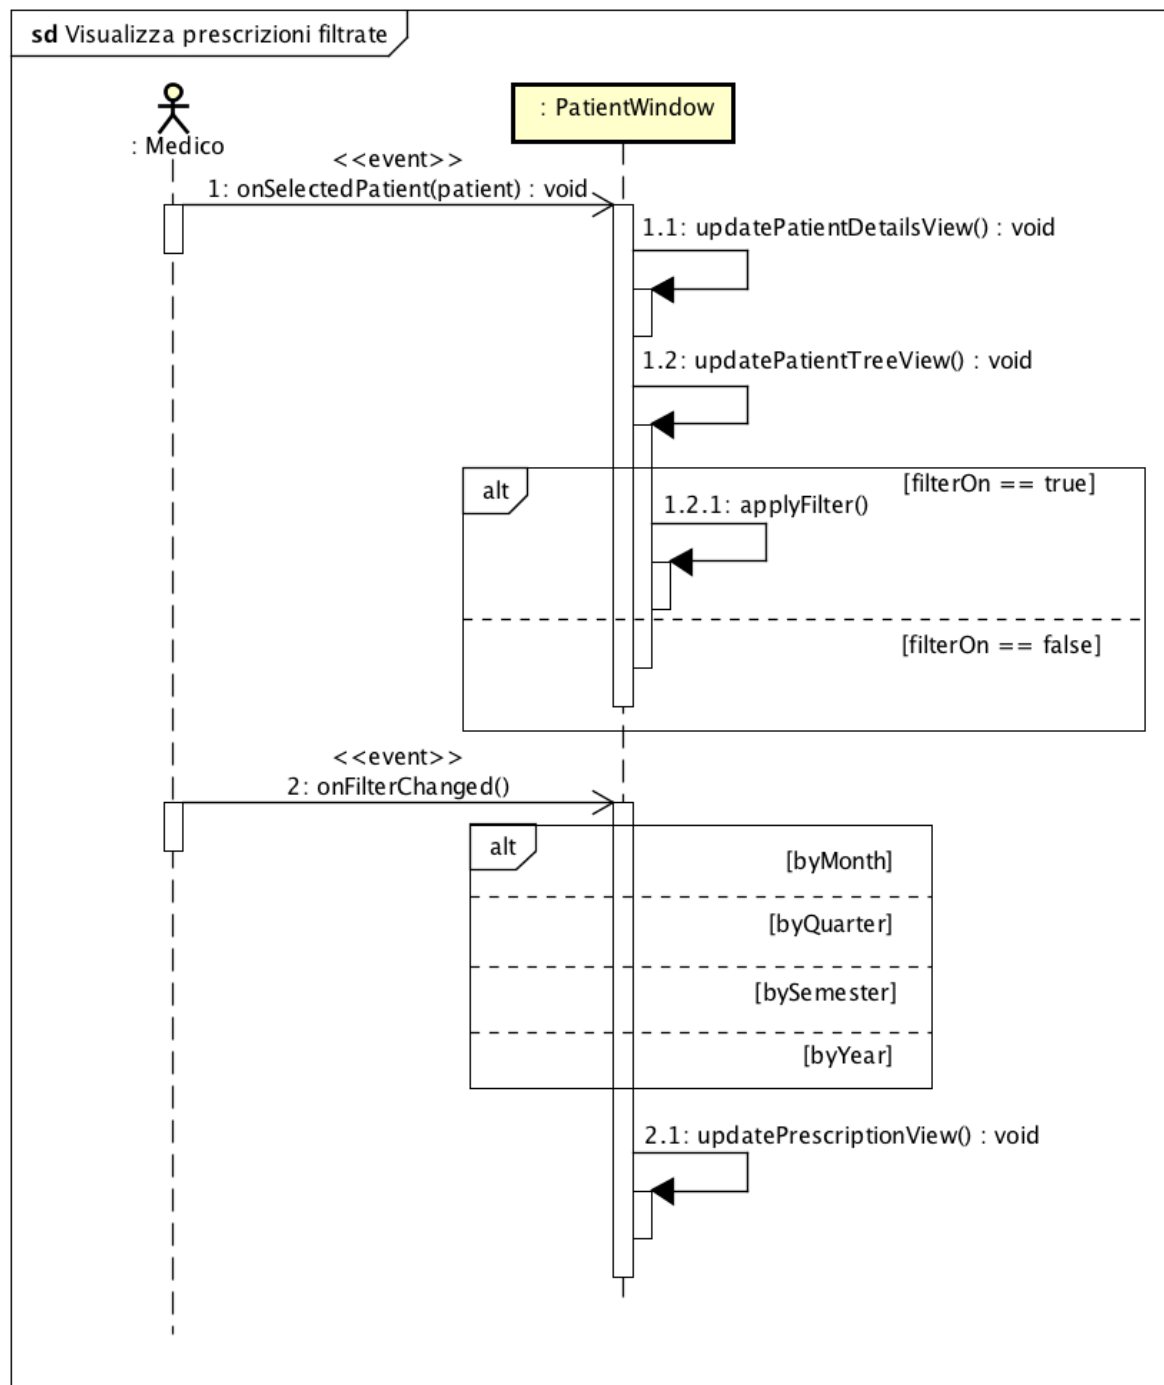 sd Visualizza prescrizioni filtrate
: PatientWindow
: Medico
<<event>>
1: onSelectedPatient(patient) : void
1.1: updatePatientDetailsView() : void
1.2: updatePatientTreeView() : void
alt
[filterOn == true]
1.2.1: applyFilter()
[filterOn == false]
<<event>>
2: onFilterChanged()
alt
[byMonth]
[byQuarter]
[bySemester]
[byYear]
2.1: updatePrescriptionView() : void